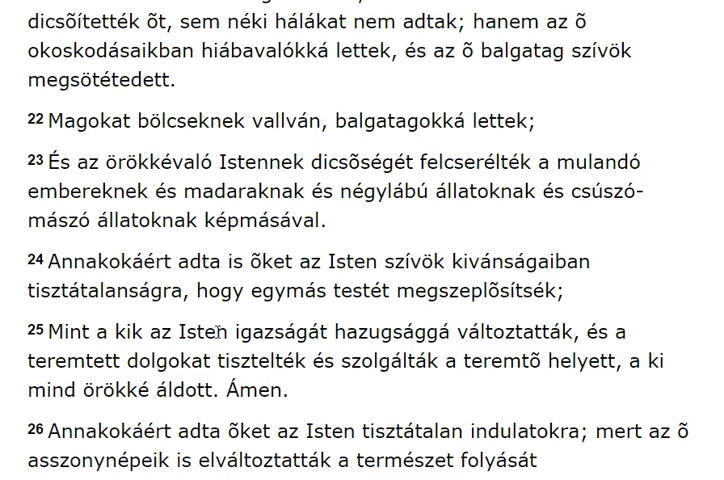 dicsõítették õt, sem néki hálákat nem adtak; hanem az õ
okoskodásaikban hiábavalókká lettek, és az õ balgatag szívök
megsötétedett.
22 Magokat bölcseknek vallván, balgatagokká lettek;
23 És az örökkévaló Istennek dicsõségét felcserélték a mulandó
embereknek és madaraknak és négylábú állatoknak és csúszó-
mászó állatoknak képmásával.
24 Annakokáért adta is õket az Isten szívök kivánságaiban
tisztátalanságra, hogy egymás testét megszeplõsítsék;
25 Mint a kik az Isten igazságát hazugsággá változtatták, és a
teremtett dolgokat tisztelték és szolgálták a teremtõ helyett, a ki
mind örökké áldott. Ámen.
26 Annakokáért adta õket az Isten tisztátalan indulatokra; mert az õ
asszonynépeik is elváltoztatták a természet folyását